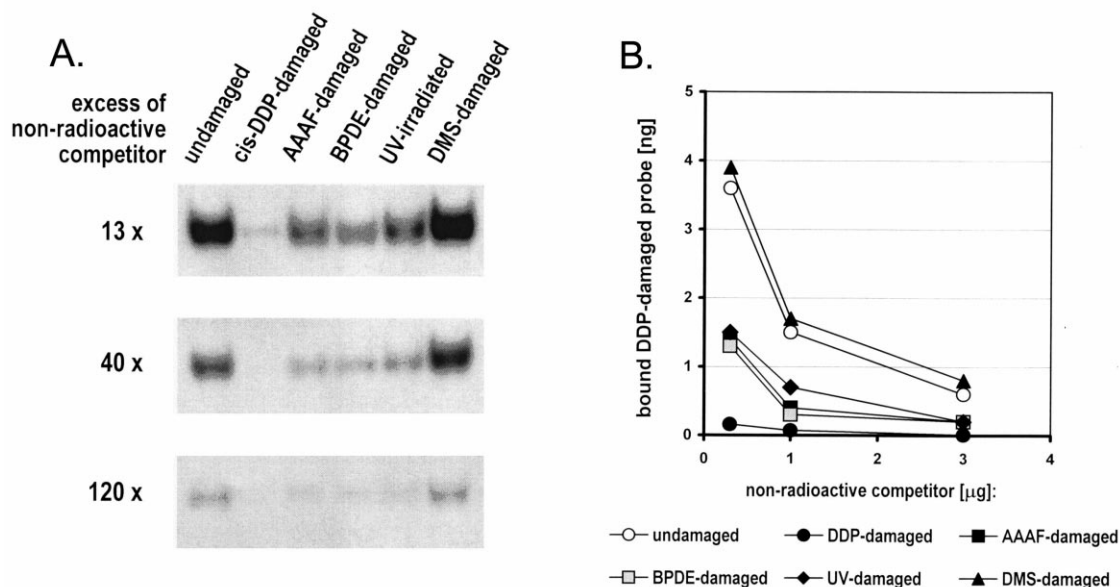 A.
excess of
non-radioactive
competitor
undamaged
cis-DDP-damaged
AAAF-damaged
BPDE-damaged
UV-irradiated
DMS-damaged
13 x
40 x
120 x
B.
bound DDP-damaged probe [ng]
5
4
3
2
1
0
0 1 2 3 4
non-radioactive competitor [µg]:
undamaged DDP-damaged AAAF-damaged
BPDE-damaged UV-damaged DMS-damaged